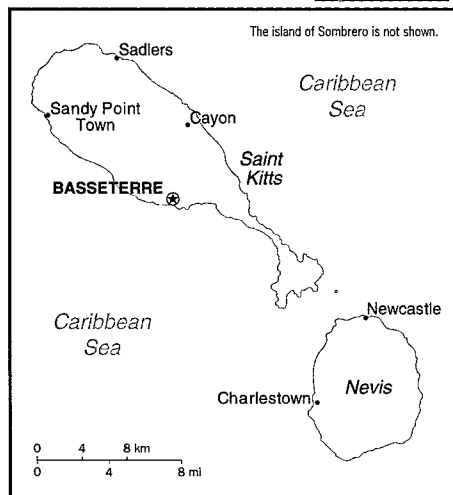 The island of Sombrero is not shown.
Sadlers
Caribbean
Sea
Sandy Point
Town
Cayon
Saint
Kitts
BASSETERRE
Newcastle
Caribbean
Sea
Charlestown
Nevis
0 4 8 km
0 4 8 mi